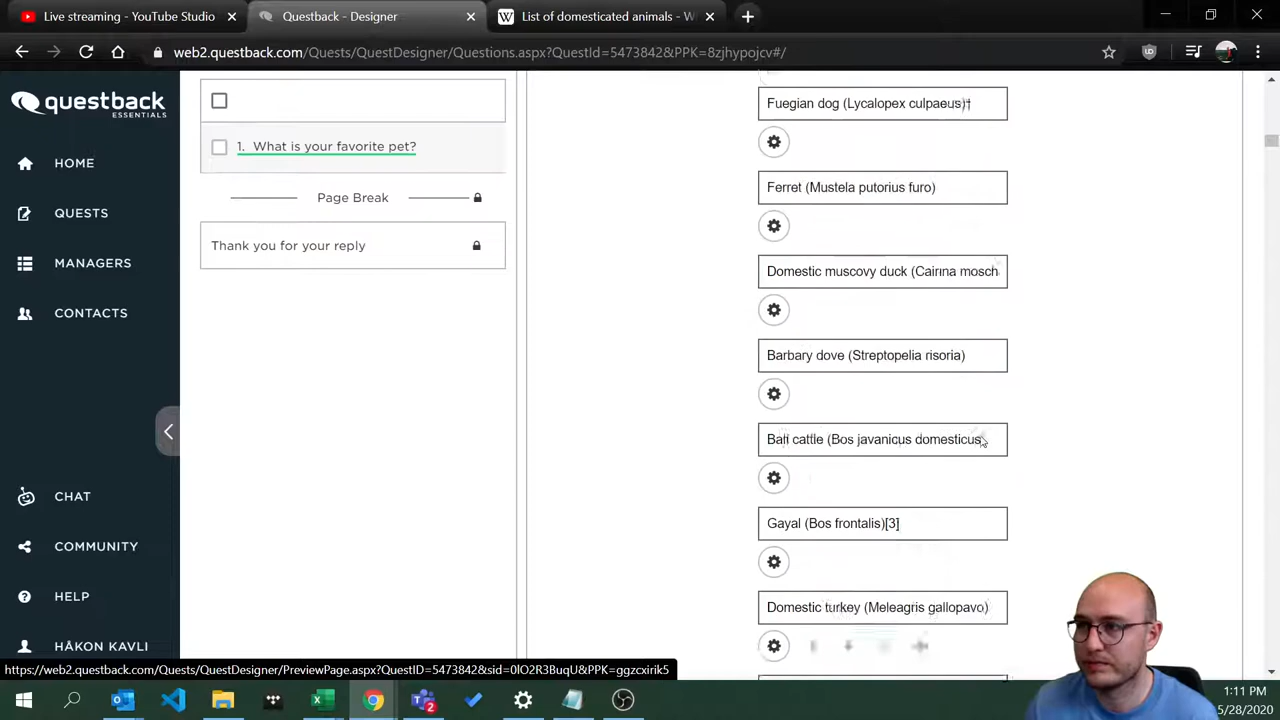 Live streaming - YouTube Studio
Questback - Designer
List of domesticated animals - W
web2.questback.com/Quests/QuestDesigner/Questions.aspx?QuestId=5473842&PPK=8zjhypojcv#/
questback
ESSENTIALS
HOME
QUESTS
MANAGERS
CONTACTS
CHAT
COMMUNITY
HELP
HÅKON KAVLI
1. What is your favorite pet?
Page Break
Thank you for your reply
Fuegian dog (Lycalopex culpaeus)†
Ferret (Mustela putorius furo)
Domestic muscovy duck (Cairina mosch
Barbary dove (Streptopelia risoria)
Bali cattle (Bos javanicus domesticus
Gayal (Bos frontalis)[3]
Domestic turkey (Meleagris gallopavo)
https://web2.questback.com/Quests/QuestDesigner/PreviewPage.aspx?QuestID=5473842&sid=0IO2R3BuqU&PPK=ggzcxirik5
2
1:11 PM
5/28/2020